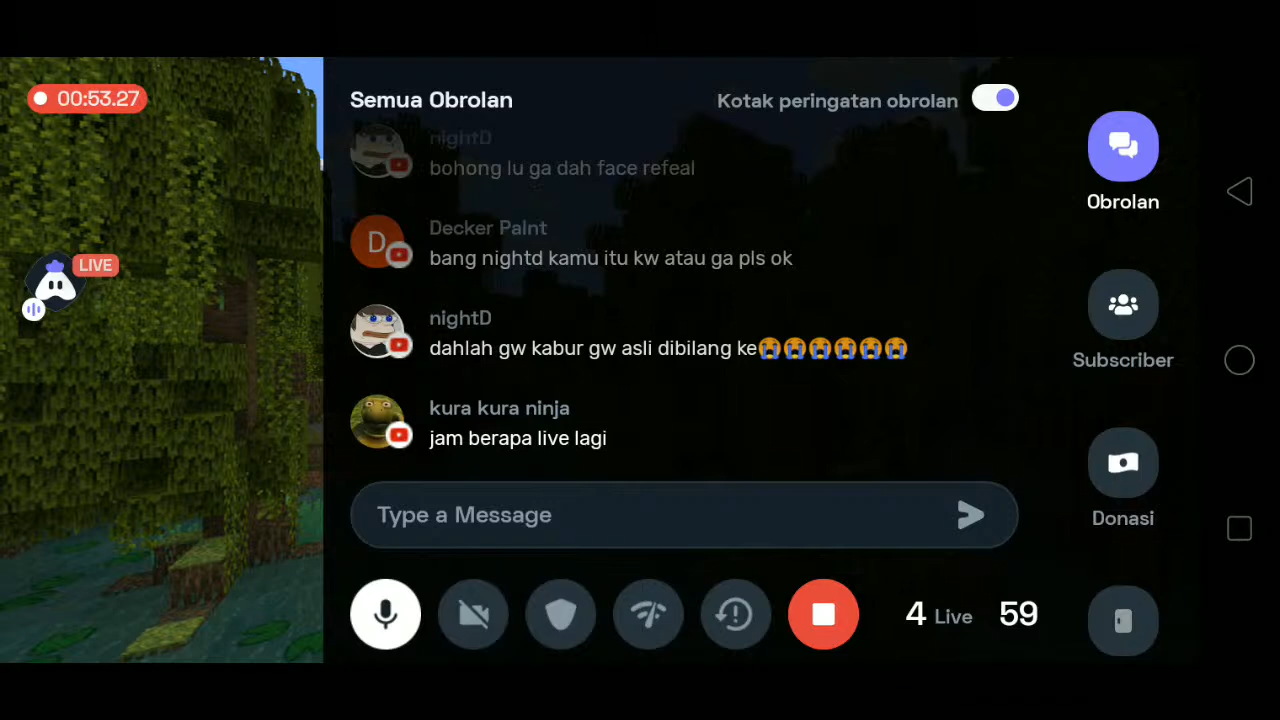 00:53.27
Semua Obrolan
Kotak peringatan obrolan
nightD
bohong lu ga dah face refeal
Obrolan
Decker Paint
D
bang nightd kamu itu kw atau ga pls ok
LIVE
nightD
dahlah gw kabur gw asli dibilang ke😭😭😭😭😭😭
Subscriber
kura kura ninja
jam berapa live lagi
Type a Message
Donasi
4 Live 59